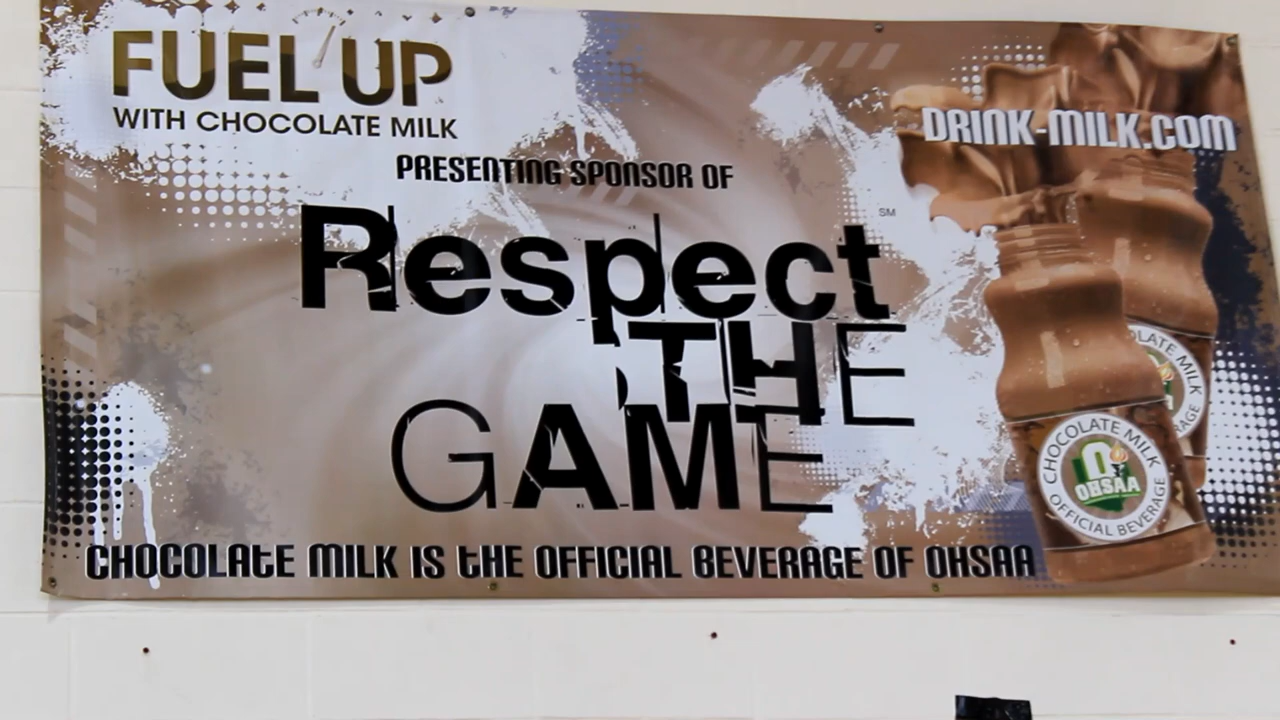 FUEL UP
WITH CHOCOLATE MILK
DRINK-MILK.COM
PRESENTING SPONSOR OF
Respect
SM
THE
GAME
CHOCOLATE MILK
OHSAA
OFFICIAL BEVERAGE
CHOCOLATE MILK IS THE OFFICIAL BEVERAGE OF OHSAA